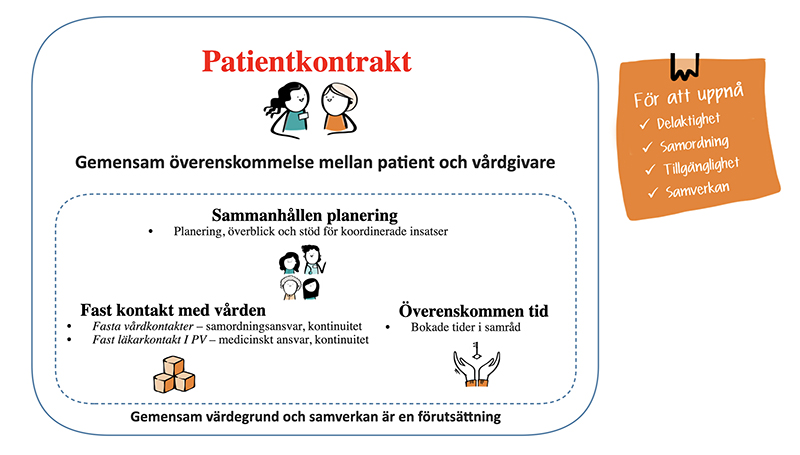 Patientkontrakt
Gemensam överenskommelse mellan patient och vårdgivare
Sammanhållen planering
• Planering, överblick och stöd för koordinerade insatser
Fast kontakt med vården
• Fasta vårdkontakter – samordningsansvar, kontinuitet
• Fast läkarkontakt I PV – medicinskt ansvar, kontinuitet
Överenskommen tid
• Bokade tider i samråd
Gemensam värdegrund och samverkan är en förutsättning
För att uppnå
✓ Delaktighet
✓ Samordning
✓ Tillgänglighet
✓ Samverkan